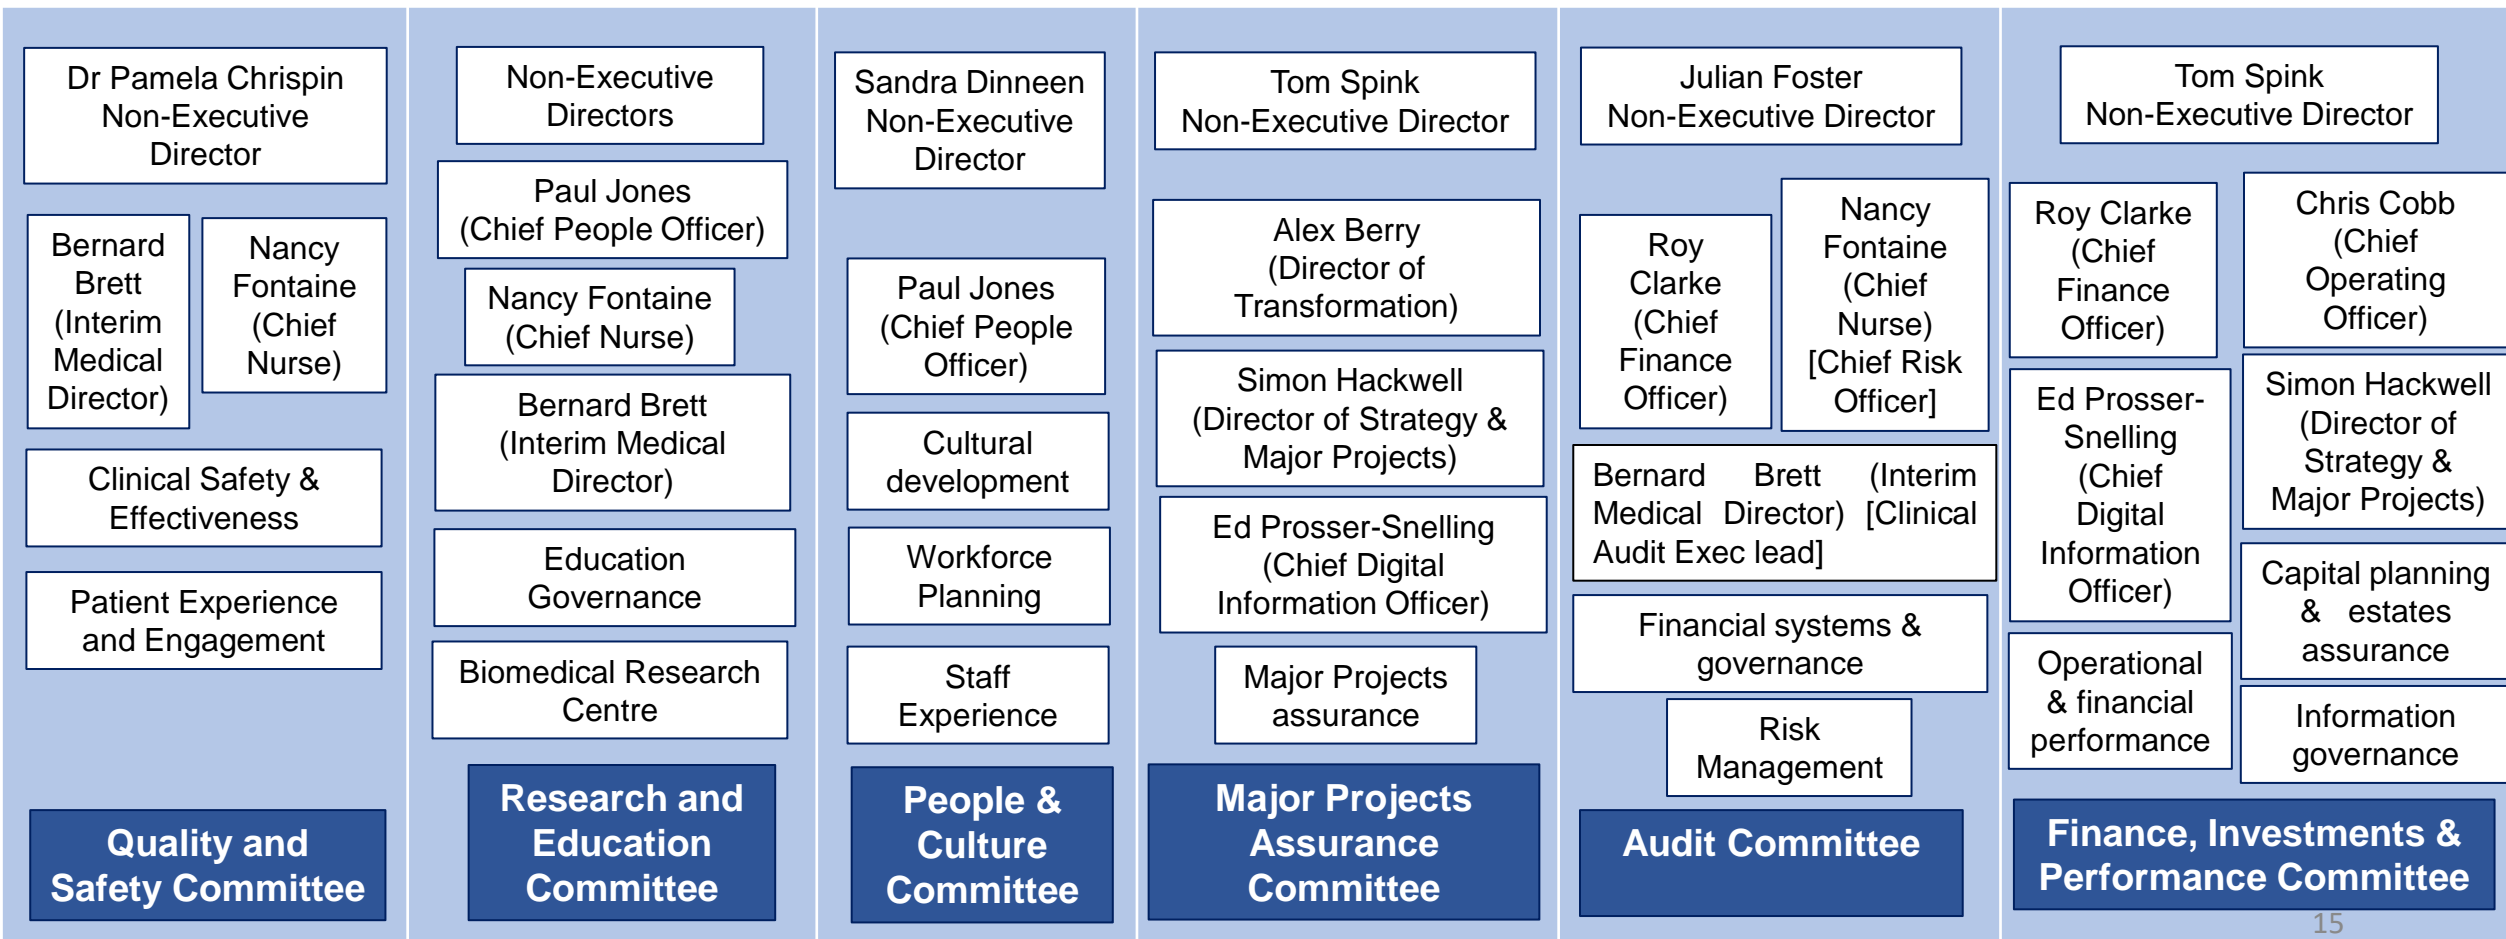 Dr Pamela Chrispin
Non-Executive
Director
Bernard
Brett
(Interim
Medical
Director)
Nancy
Fontaine
(Chief
Nurse)
Clinical Safety &
Effectiveness
Patient Experience
and Engagement
Quality and
Safety Committee
Non-Executive
Directors
Paul Jones
(Chief People Officer)
Nancy Fontaine
(Chief Nurse)
Bernard Brett
(Interim Medical
Director)
Education
Governance
Biomedical Research
Centre
Research and
Education
Committee
Sandra Dinneen
Non-Executive
Director
Paul Jones
(Chief People
Officer)
Cultural
development
Workforce
Planning
Staff
Experience
People &
Culture
Committee
Tom Spink
Non-Executive Director
Alex Berry
(Director of
Transformation)
Simon Hackwell
(Director of Strategy &
Major Projects)
Ed Prosser-Snelling
(Chief Digital
Information Officer)
Major Projects
assurance
Major Projects
Assurance
Committee
Julian Foster
Non-Executive Director
Roy
Clarke
(Chief
Finance
Officer)
Nancy
Fontaine
(Chief
Nurse)
[Chief Risk
Officer]
Bernard Brett (Interim
Medical Director) [Clinical
Audit Exec lead]
Financial systems &
governance
Risk
Management
Audit Committee
Tom Spink
Non-Executive Director
Roy Clarke
(Chief
Finance
Officer)
Chris Cobb
(Chief
Operating
Officer)
Ed Prosser-
Snelling
(Chief
Digital
Information
Officer)
Simon Hackwell
(Director of
Strategy &
Major Projects)
Capital planning
& estates
assurance
Operational
& financial
performance
Information
governance
Finance, Investments &
Performance Committee
15